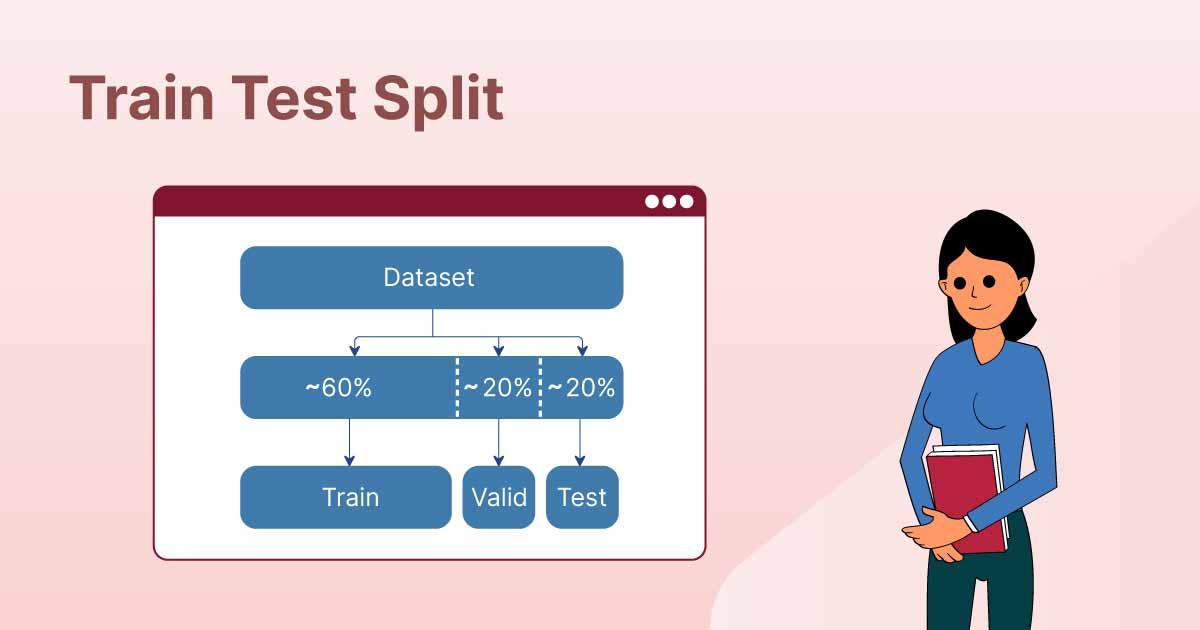 Train Test Split
Dataset
~60% ~20% ~20%
Train Valid Test